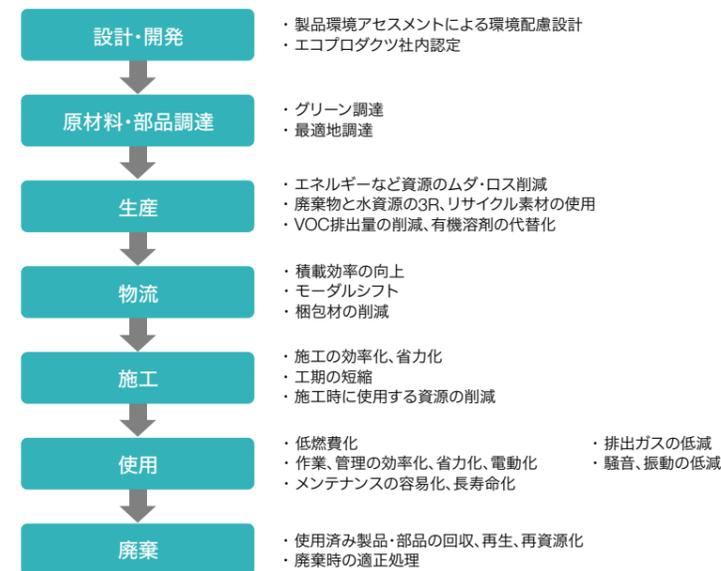 設計・開発
・ 製品環境アセスメントによる環境配慮設計
・ エコプロダクツ社内認定
原材料・部品調達
・ グリーン調達
・ 最適地調達
生産
・ エネルギーなど資源のムダ・ロス削減
・ 廃棄物と水資源の3R、リサイクル素材の使用
・ VOC排出量の削減、有機溶剤の代替化
物流
・ 積載効率の向上
・ モーダルシフト
・ 梱包材の削減
施工
・ 施工の効率化、省力化
・ 工期の短縮
・ 施工時に使用する資源の削減
使用
・ 低燃費化
・ 作業、管理の効率化、省力化、電動化
・ メンテナンスの容易化、長寿命化
・ 排出ガスの低減
・ 騒音、振動の低減
廃棄
・ 使用済み製品・部品の回収、再生、再資源化
・ 廃棄時の適正処理